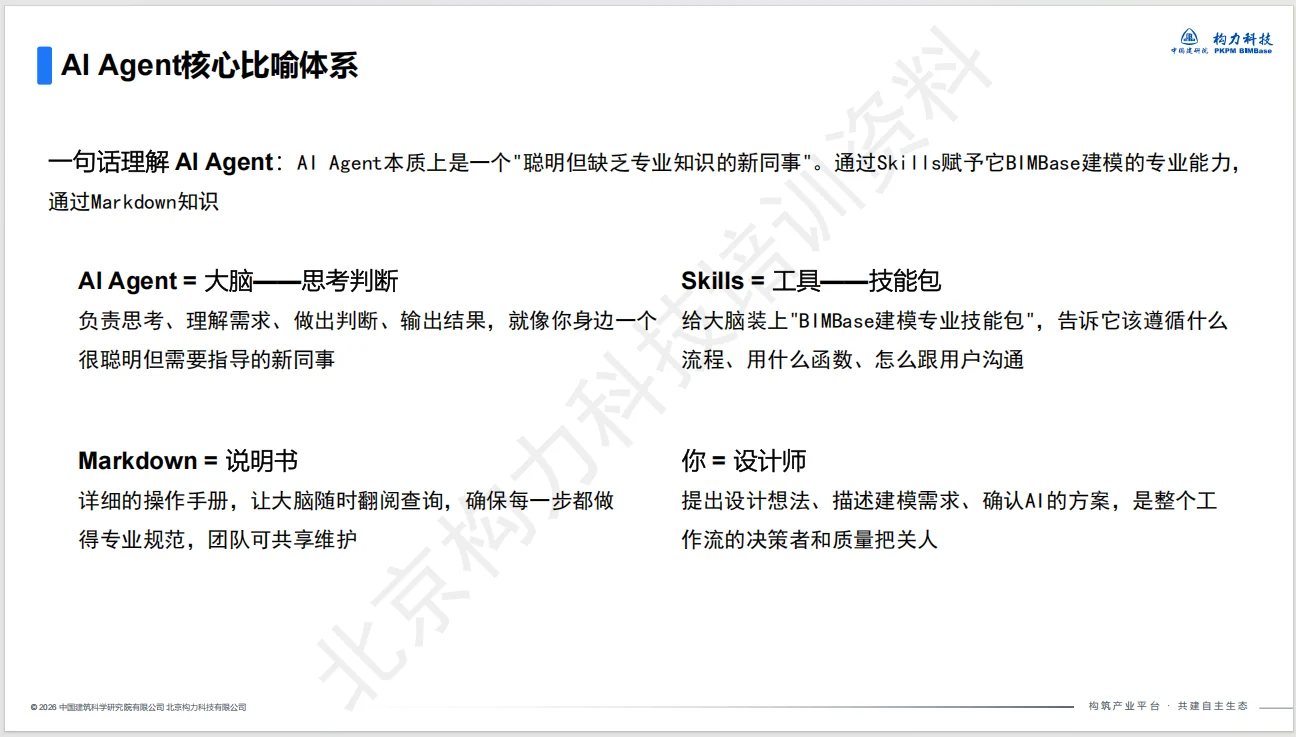 AI Agent核心比喻体系
中国建研院
构力科技
PKPM BIMBase
一句话理解 AI Agent：AI Agent本质上是一个"聪明但缺乏专业知识的新同事"。通过Skills赋予它BIMBase建模的专业能力，
通过Markdown知识
AI Agent = 大脑——思考判断
负责思考、理解需求、做出判断、输出结果，就像你身边一个
很聪明但需要指导的新同事
Skills = 工具——技能包
给大脑装上"BIMBase建模专业技能包"，告诉它该遵循什么
流程、用什么函数、怎么跟用户沟通
Markdown = 说明书
详细的操作手册，让大脑随时翻阅查询，确保每一步都做
得专业规范，团队可共享维护
你 = 设计师
提出设计想法、描述建模需求、确认AI的方案，是整个工
作流的决策者和质量把关人
北京构力科技培训资料
© 2026 中国建筑科学研究院有限公司 北京构力科技有限公司
构筑产业平台 · 共建自主生态